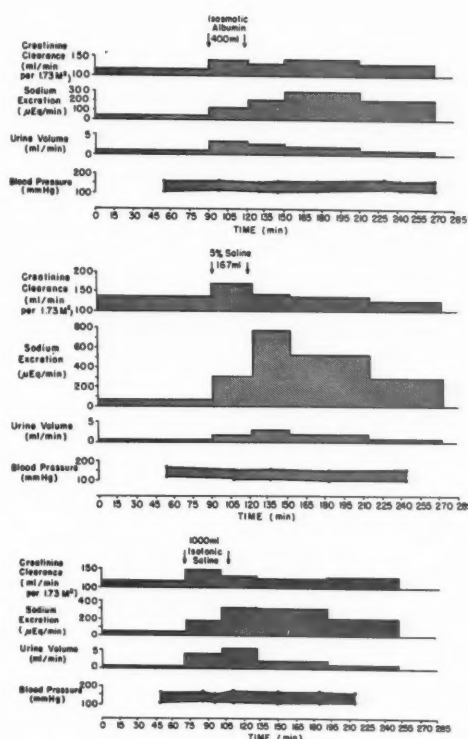 Isosmotic
Albumin
400ml
Creatinine
Clearance
(ml/min
per 1.73 M²)
150
100
Sodium
Excretion
(μEq/min)
300
200
100
0
Urine Volume
(ml/min)
5
0
Blood Pressure
(mmHg)
200
100
0 15 30 45 60 75 90 105 120 135 150 165 180 195 210 225 240 255 270 285
TIME (min)
5% Saline
167ml
Creatinine
Clearance
(ml/min
per 1.73 M²)
200
150
100
Sodium
Excretion
(μEq/min)
800
600
400
200
0
Urine Volume
(ml/min)
5
0
Blood Pressure
(mmHg)
200
100
0 15 30 45 60 75 90 105 120 135 150 165 180 195 210 225 240 255 270 285
TIME (min)
1000ml
Isotonic
Saline
Creatinine
Clearance
(ml/min
per 1.73 M²)
150
100
Sodium
Excretion
(μEq/min)
400
200
0
Urine Volume
(ml/min)
5
0
Blood Pressure
(mmHg)
200
100
0 15 30 45 60 75 90 105 120 135 150 165 180 195 210 225 240 255 270 285
TIME (min)